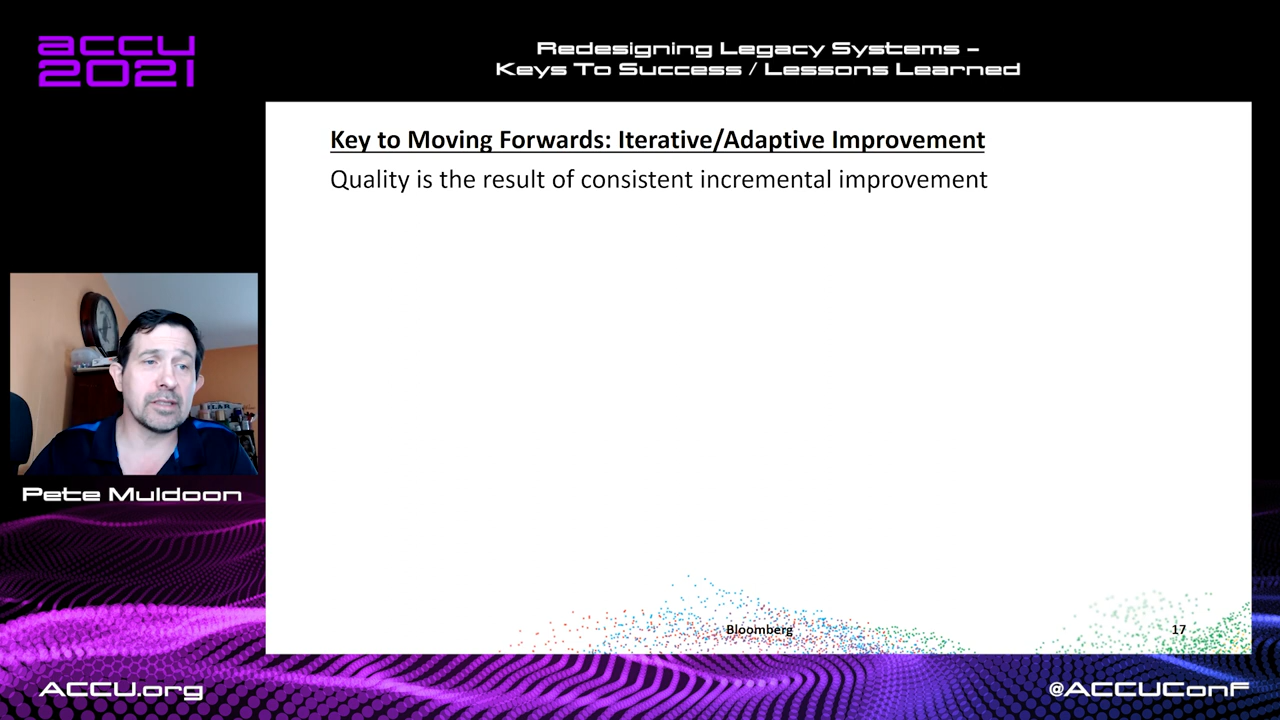 accu
2021
Redesigning Legacy Systems –
Keys To Success / Lessons Learned
Key to Moving Forwards: Iterative/Adaptive Improvement
Quality is the result of consistent incremental improvement
Pete Muldoon
Bloomberg
17
ACCU.org
@ACCUConf